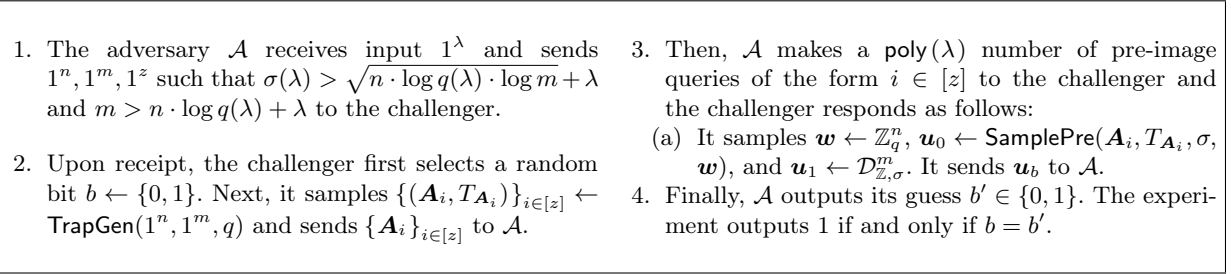 1. The adversary 𝒜 receives input 1^λ and sends
1^n, 1^m, 1^z such that σ(λ) > √(n · log q(λ) · log m) + λ
and m > n · log q(λ) + λ to the challenger.
2. Upon receipt, the challenger first selects a random
bit b ← {0, 1}. Next, it samples {(𝑨_i, T_{𝑨_i})}_{i∈[z]} ←
TrapGen(1^n, 1^m, q) and sends {𝑨_i}_{i∈[z]} to 𝒜.
3. Then, 𝒜 makes a poly(λ) number of pre-image
queries of the form i ∈ [z] to the challenger and
the challenger responds as follows:
(a) It samples 𝒘 ← ℤ_q^n, 𝒖_0 ← SamplePre(𝑨_i, T_{𝑨_i}, σ,
𝒘), and 𝒖_1 ← 𝒟_{ℤ,σ}^m. It sends 𝒖_b to 𝒜.
4. Finally, 𝒜 outputs its guess b′ ∈ {0, 1}. The experi-
ment outputs 1 if and only if b = b′.